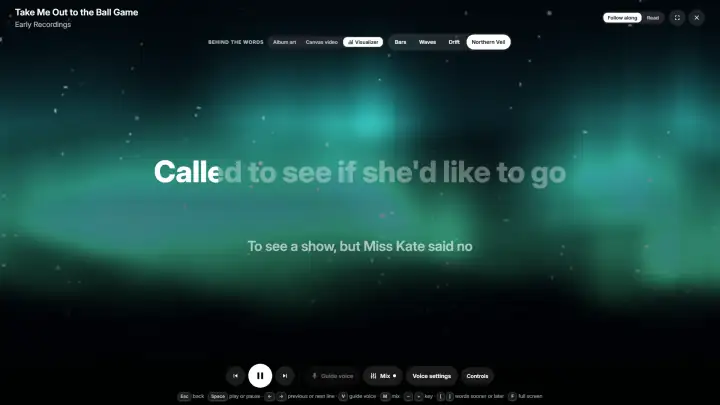 Take Me Out to the Ball Game
Early Recordings
Follow along Read
BEHIND THE WORDS Album art Canvas video Visualizer Bars Waves Drift Northern Veil
Called to see if she'd like to go
To see a show, but Miss Kate said no
Guide voice Mix Voice settings Controls
Esc back Space play or pause ← → previous or next line V guide voice M mix − + key [ ] words sooner or later F full screen